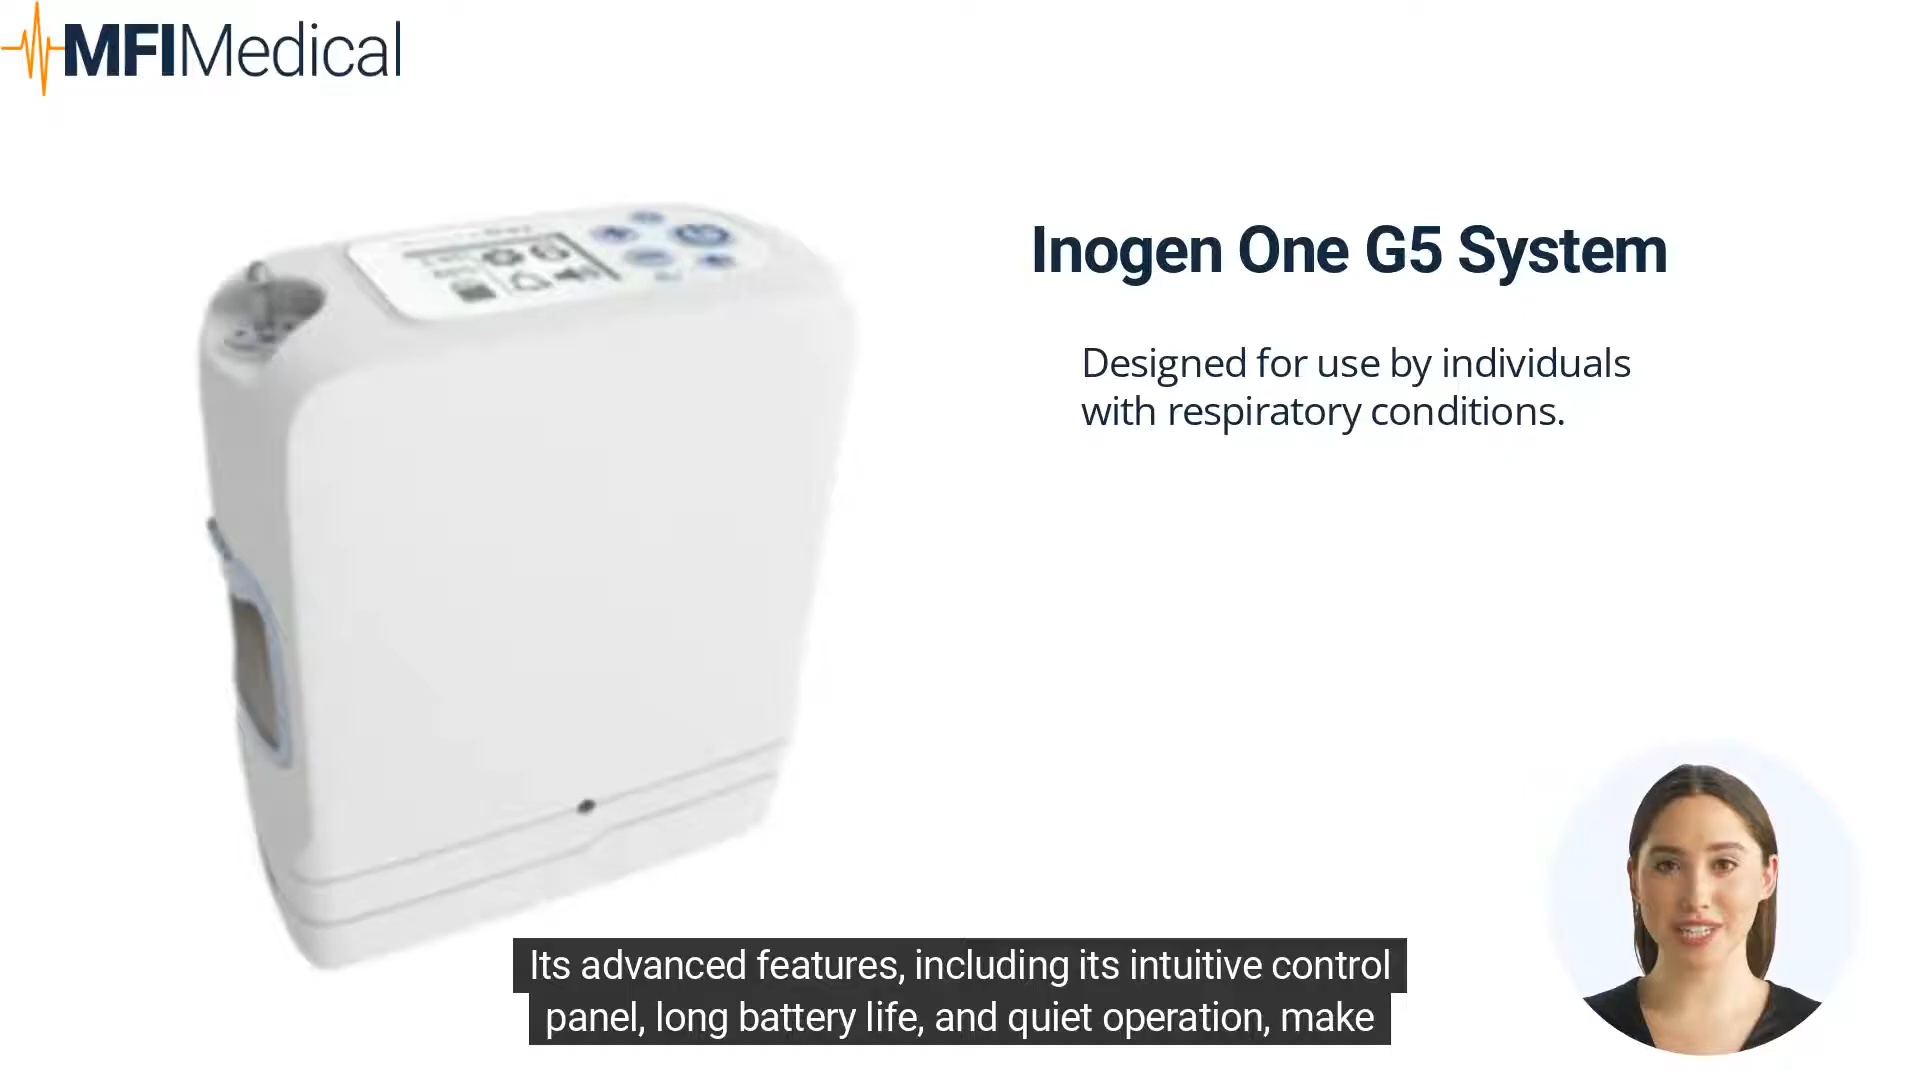 MFIMedical
Inogen One G5 System
Designed for use by individuals
with respiratory conditions.
Its advanced features, including its intuitive control
panel, long battery life, and quiet operation, make